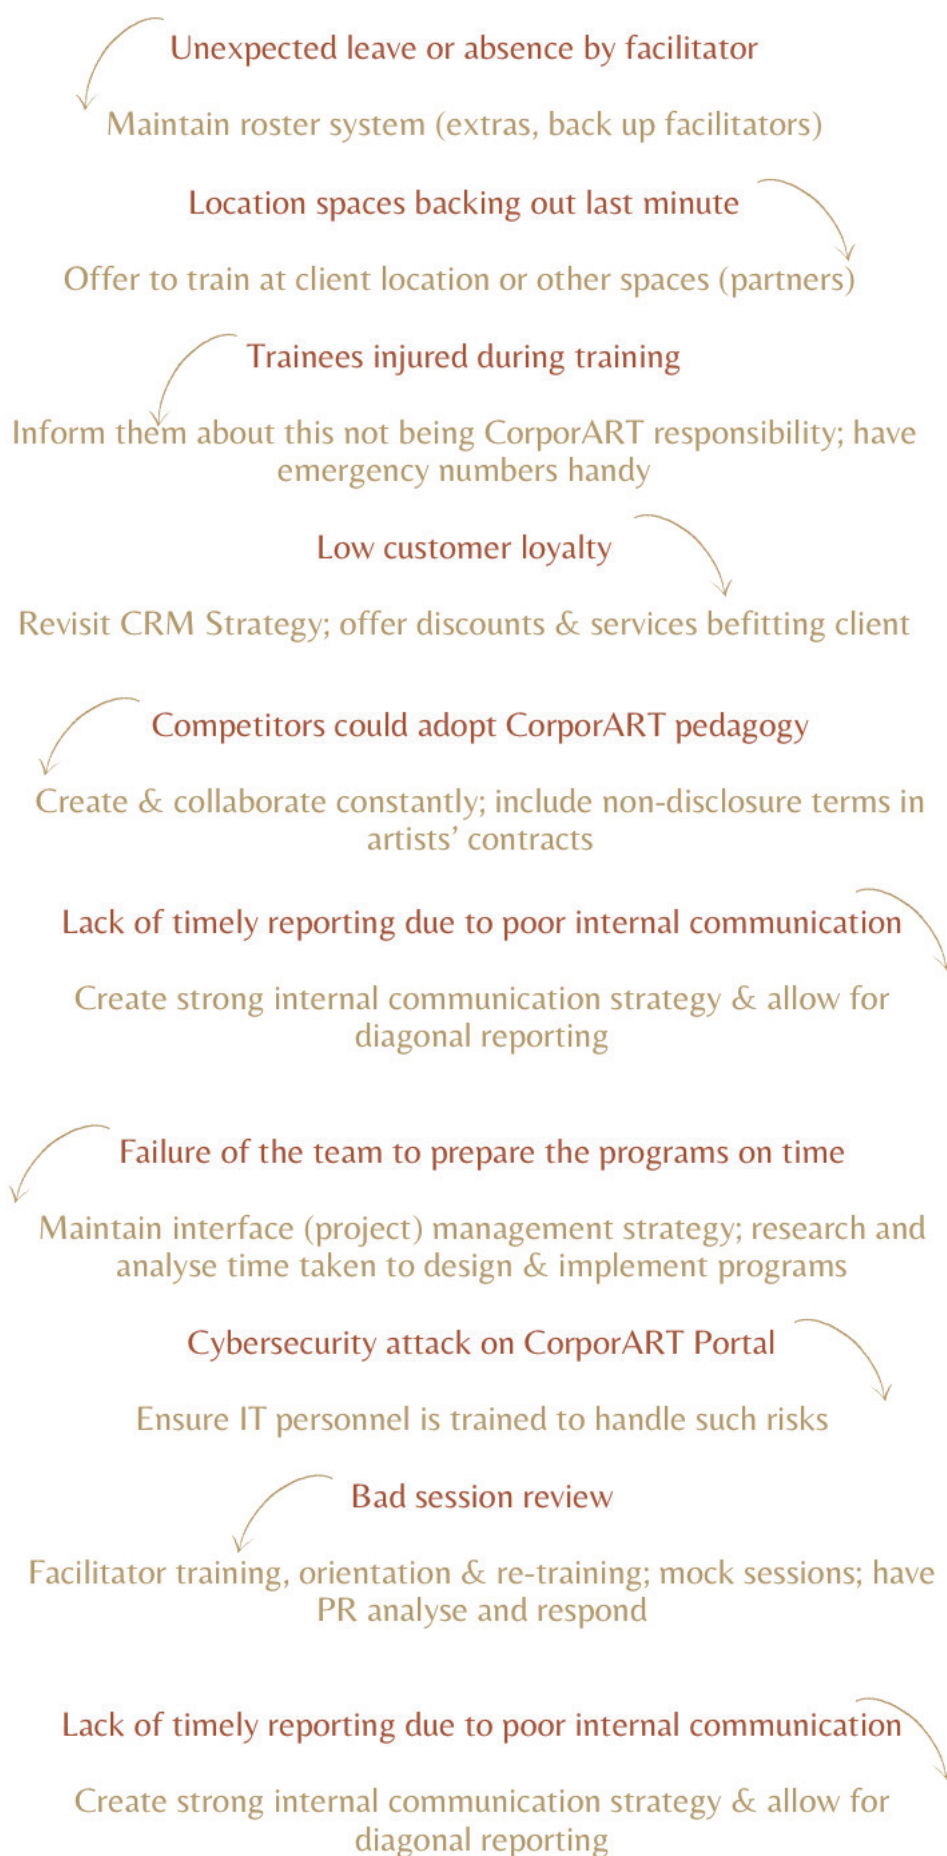 Unexpected leave or absence by facilitator
Maintain roster system (extras, back up facilitators)
Location spaces backing out last minute
Offer to train at client location or other spaces (partners)
Trainees injured during training
Inform them about this not being CorporART responsibility; have
emergency numbers handy
Low customer loyalty
Revisit CRM Strategy; offer discounts & services befitting client
Competitors could adopt CorporART pedagogy
Create & collaborate constantly; include non-disclosure terms in
artists’ contracts
Lack of timely reporting due to poor internal communication
Create strong internal communication strategy & allow for
diagonal reporting
Failure of the team to prepare the programs on time
Maintain interface (project) management strategy; research and
analyse time taken to design & implement programs
Cybersecurity attack on CorporART Portal
Ensure IT personnel is trained to handle such risks
Bad session review
Facilitator training, orientation & re-training; mock sessions; have
PR analyse and respond
Lack of timely reporting due to poor internal communication
Create strong internal communication strategy & allow for
diagonal reporting